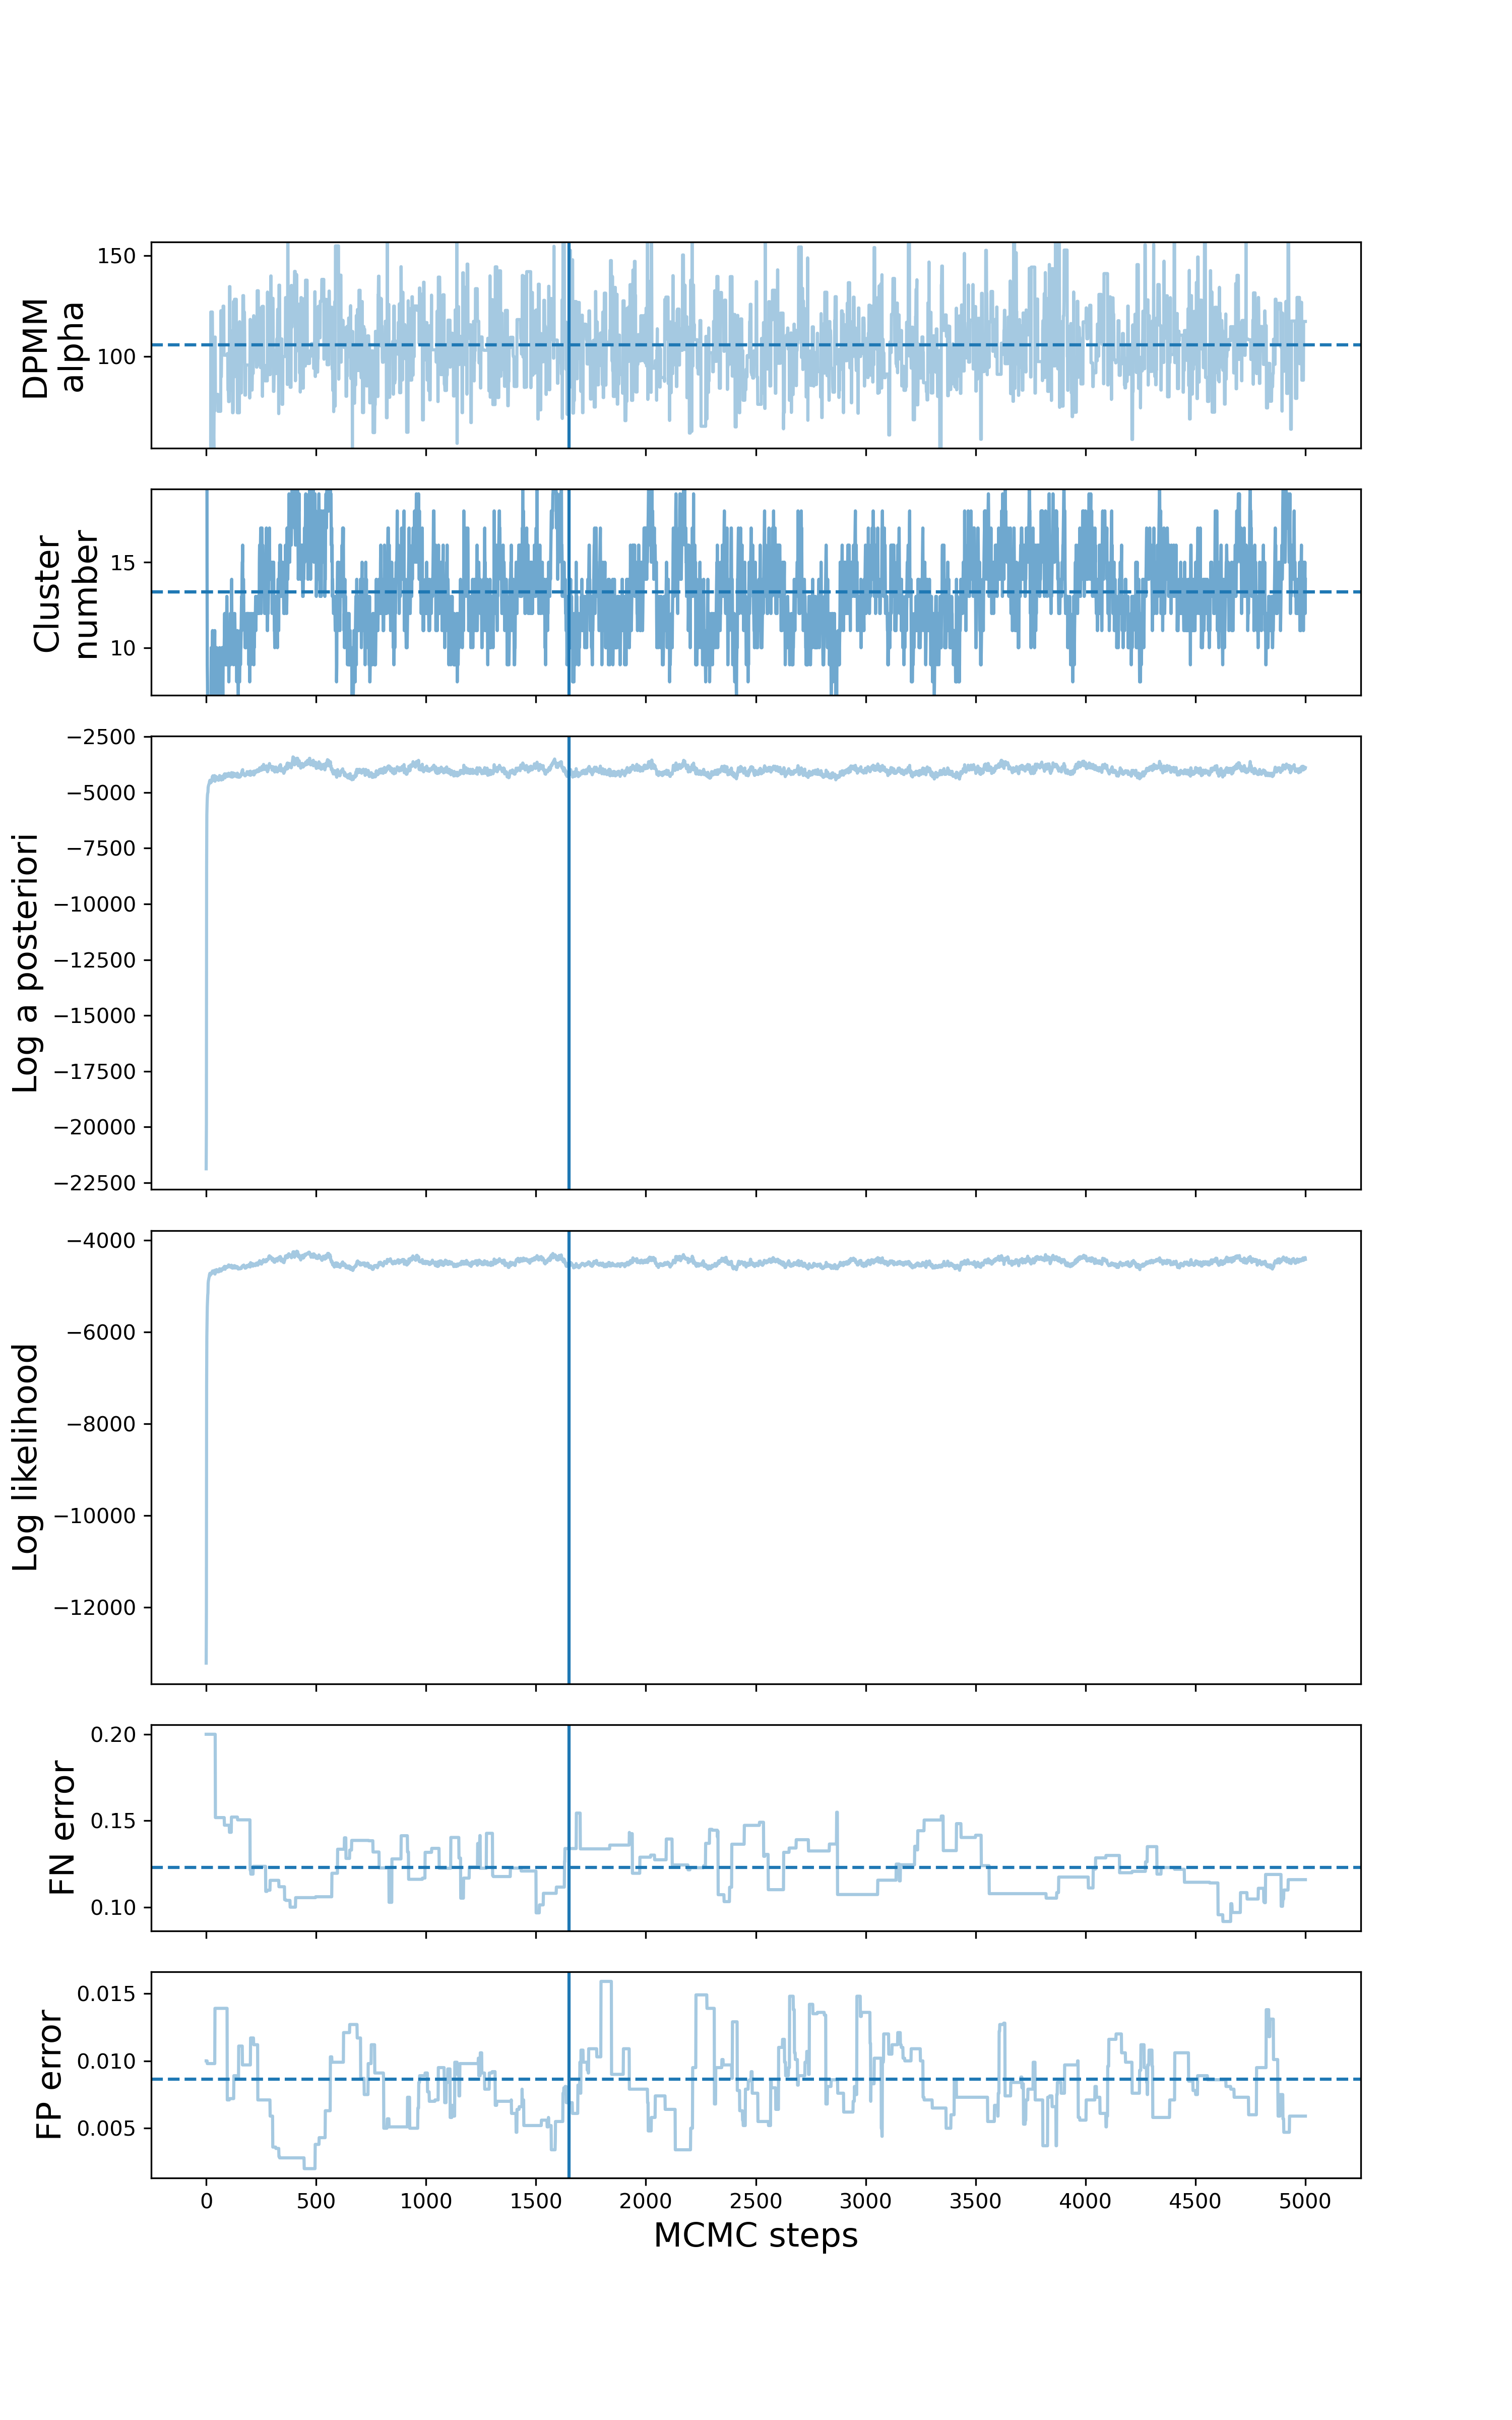 DPMM
alpha
150
100
Cluster
number
15
10
Log a posteriori
−2500
−5000
−7500
−10000
−12500
−15000
−17500
−20000
−22500
Log likelihood
−4000
−6000
−8000
−10000
−12000
FN error
0.20
0.15
0.10
FP error
0.015
0.010
0.005
0 500 1000 1500 2000 2500 3000 3500 4000 4500 5000
MCMC steps